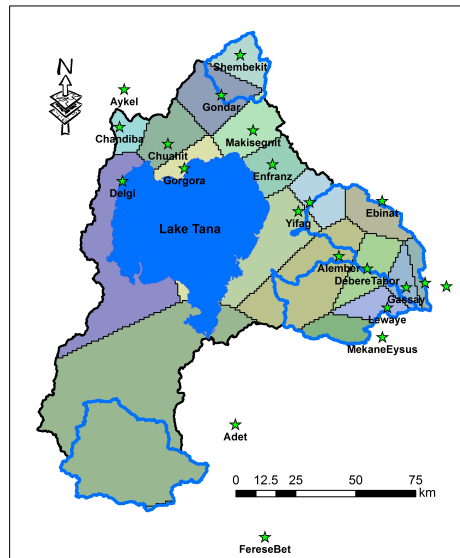 N
Shembekit
Gondar
Aykel
Chandiba
Makisegnit
Chuahit
Enfranz
Gorgora
Delgi
Ebinat
Yifag
Lake Tana
Alember
DebereTabor
Gassay
Lewaye
MekaneEysus
Adet
0 12.5 25 50 75
km
FereseBet